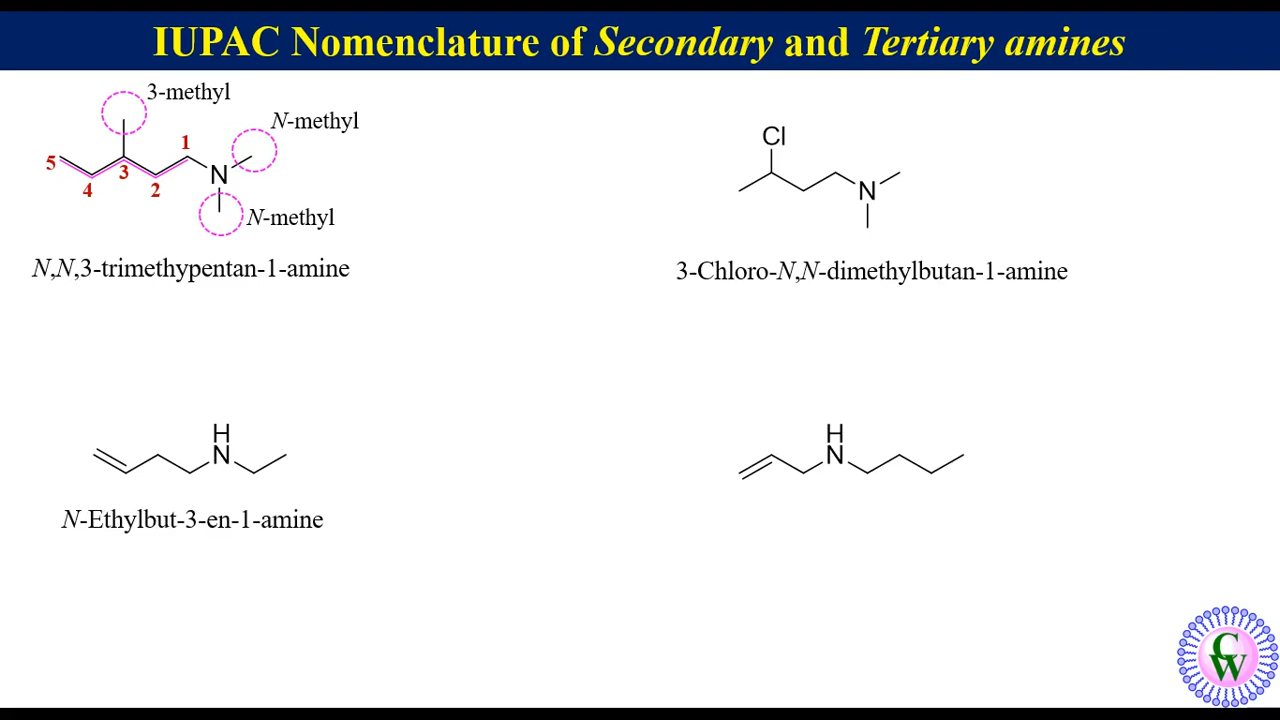 IUPAC Nomenclature of Secondary and Tertiary amines
3-methyl
N-methyl
5
4
3
2
1
N
N-methyl
N,N,3-trimethypentan-1-amine
Cl
N
3-Chloro-N,N-dimethylbutan-1-amine
H
N
N-Ethylbut-3-en-1-amine
H
N
C
W